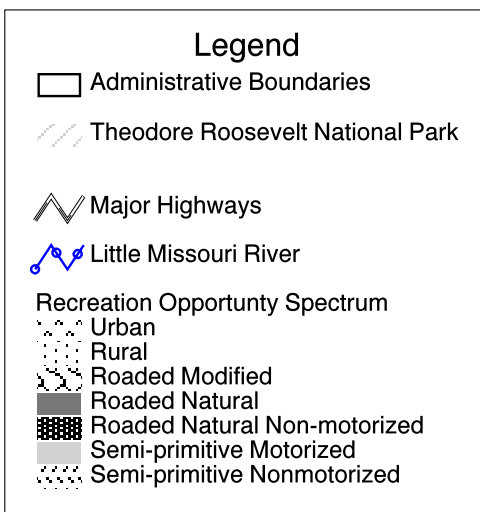 Legend
Administrative Boundaries
Theodore Roosevelt National Park
Major Highways
Little Missouri River
Recreation Opportunty Spectrum
Urban
Rural
Roaded Modified
Roaded Natural
Roaded Natural Non-motorized
Semi-primitive Motorized
Semi-primitive Nonmotorized